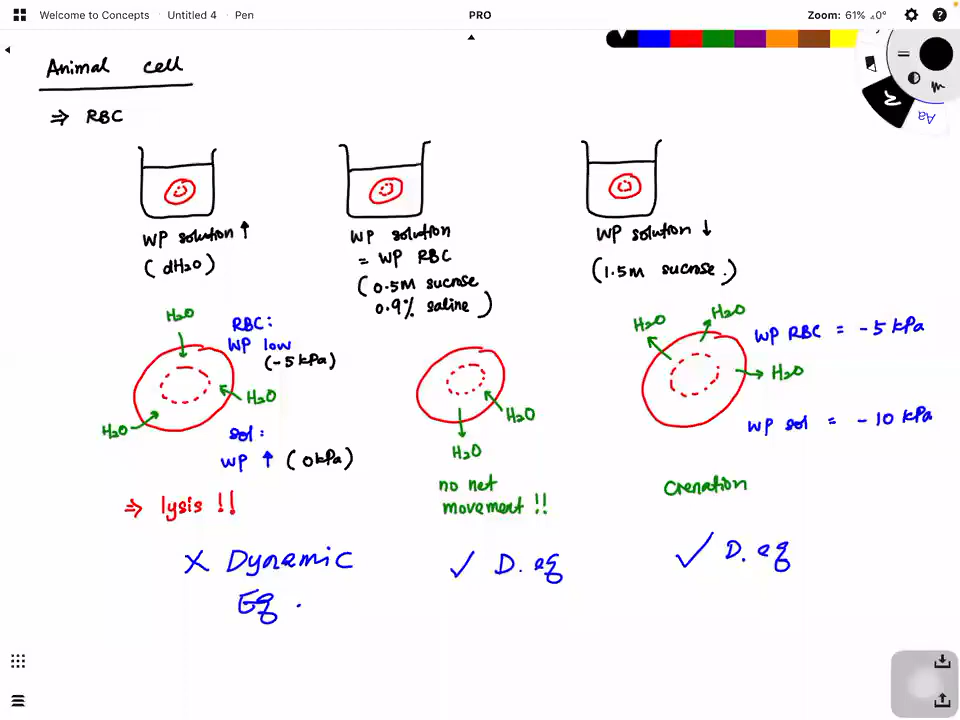 Welcome to Concepts
Untitled 4
Pen
PRO
Zoom: 61% 0°
Animal cell
⇒ RBC
Aa
WP solution ↑
(dH2O)
WP solution
= WP RBC
(0.5M sucrose
0.9% saline)
WP solution ↓
(1.5M sucrose.)
H2O
H2O
H2O
RBC:
WP low
(-5kPa)
Sol:
WP ↑ (0kPa)
⇒ lysis !!
X Dynamic
Eq.
H2O
H2O
no net
movement !!
✓ D. eq
H2O
H2O
H2O
WP RBC = -5 kPa
WP sol = -10 kPa
Crenation
✓ D. eq